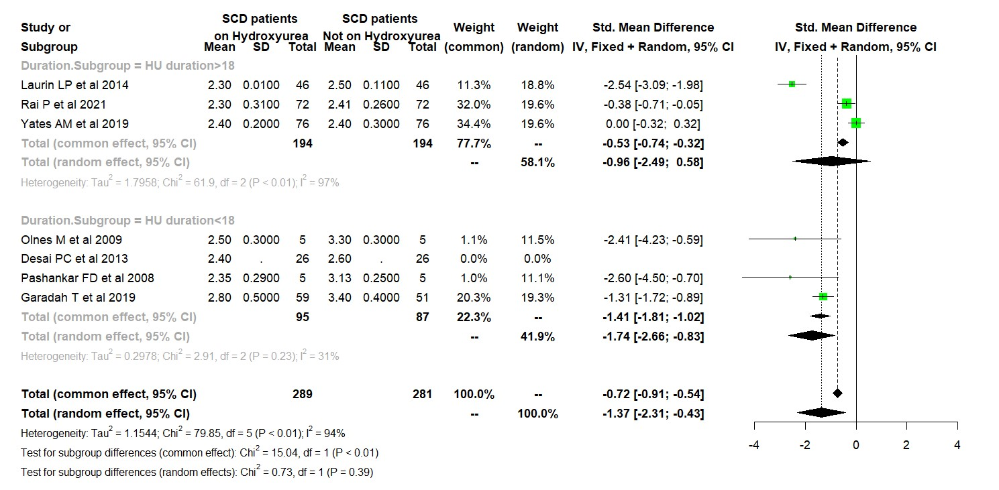 SCD patients SCD patients
Study or on Hydroxyurea Not on Hydroxyurea Weight Weight Std. Mean Difference Std. Mean Difference
Subgroup Mean SD Total Mean SD Total (common) (random) IV, Fixed + Random, 95% CI IV, Fixed + Random, 95% CI
Duration.Subgroup = HU duration>18
Laurin LP et al 2014 2.30 0.0100 46 2.50 0.1100 46 11.3% 18.8% -2.54 [-3.09; -1.98]
Rai P et al 2021 2.30 0.3100 72 2.41 0.2600 72 32.0% 19.6% -0.38 [-0.71; -0.05]
Yates AM et al 2019 2.40 0.2000 76 2.40 0.3000 76 34.4% 19.6% 0.00 [-0.32; 0.32]
Total (common effect, 95% CI) 194 194 77.7% -- -0.53 [-0.74; -0.32]
Total (random effect, 95% CI) -- 58.1% -0.96 [-2.49; 0.58]
Heterogeneity: Tau² = 1.7958; Chi² = 61.9, df = 2 (P < 0.01); I² = 97%
Duration.Subgroup = HU duration<18
Olnes M et al 2009 2.50 0.3000 5 3.30 0.3000 5 1.1% 11.5% -2.41 [-4.23; -0.59]
Desai PC et al 2013 2.40 . 26 2.60 . 26 0.0% 0.0%
Pashankar FD et al 2008 2.35 0.2900 5 3.13 0.2500 5 1.0% 11.1% -2.60 [-4.50; -0.70]
Garadah T et al 2019 2.80 0.5000 59 3.40 0.4000 51 20.3% 19.3% -1.31 [-1.72; -0.89]
Total (common effect, 95% CI) 95 87 22.3% -- -1.41 [-1.81; -1.02]
Total (random effect, 95% CI) -- 41.9% -1.74 [-2.66; -0.83]
Heterogeneity: Tau² = 0.2978; Chi² = 2.91, df = 2 (P = 0.23); I² = 31%
Total (common effect, 95% CI) 289 281 100.0% -- -0.72 [-0.91; -0.54]
Total (random effect, 95% CI) -- 100.0% -1.37 [-2.31; -0.43]
Heterogeneity: Tau² = 1.1544; Chi² = 79.85, df = 5 (P < 0.01); I² = 94%
Test for subgroup differences (common effect): Chi² = 15.04, df = 1 (P < 0.01)
Test for subgroup differences (random effects): Chi² = 0.73, df = 1 (P = 0.39)
-4 -2 0 2 4